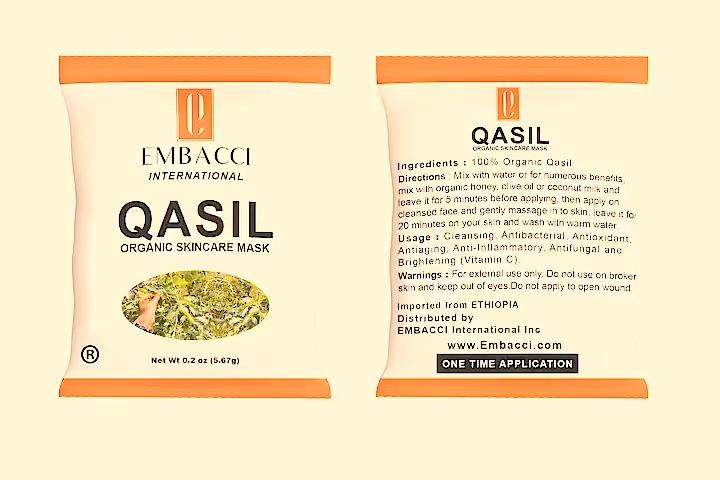 e
EMBACCI
INTERNATIONAL
QASIL
ORGANIC SKINCARE MASK
®
Net Wt 0.2 oz (5.67g)
e
QASIL
ORGANIC SKINCARE MASK
Ingredients : 100% Organic Qasil
Directions : Mix with water or for numerous benefits,
mix with organic honey, olive oil or coconut milk and
leave it for 5 minutes before applying, then apply on
cleansed face and gently massage in to skin, leave it fo
20 minutes on your skin and wash with warm water.
Usage : Cleansing, Antibacterial, Antioxidant,
Antiaging, Anti-Inflammatory, Antifungal and
Brightening (Vitamin C).
Warnings : For external use only. Do not use on broker
skin and keep out of eyes.Do not apply to open wound.
Imported from ETHIOPIA
Distributed by
EMBACCI International Inc
www.Embacci.com
ONE TIME APPLICATION